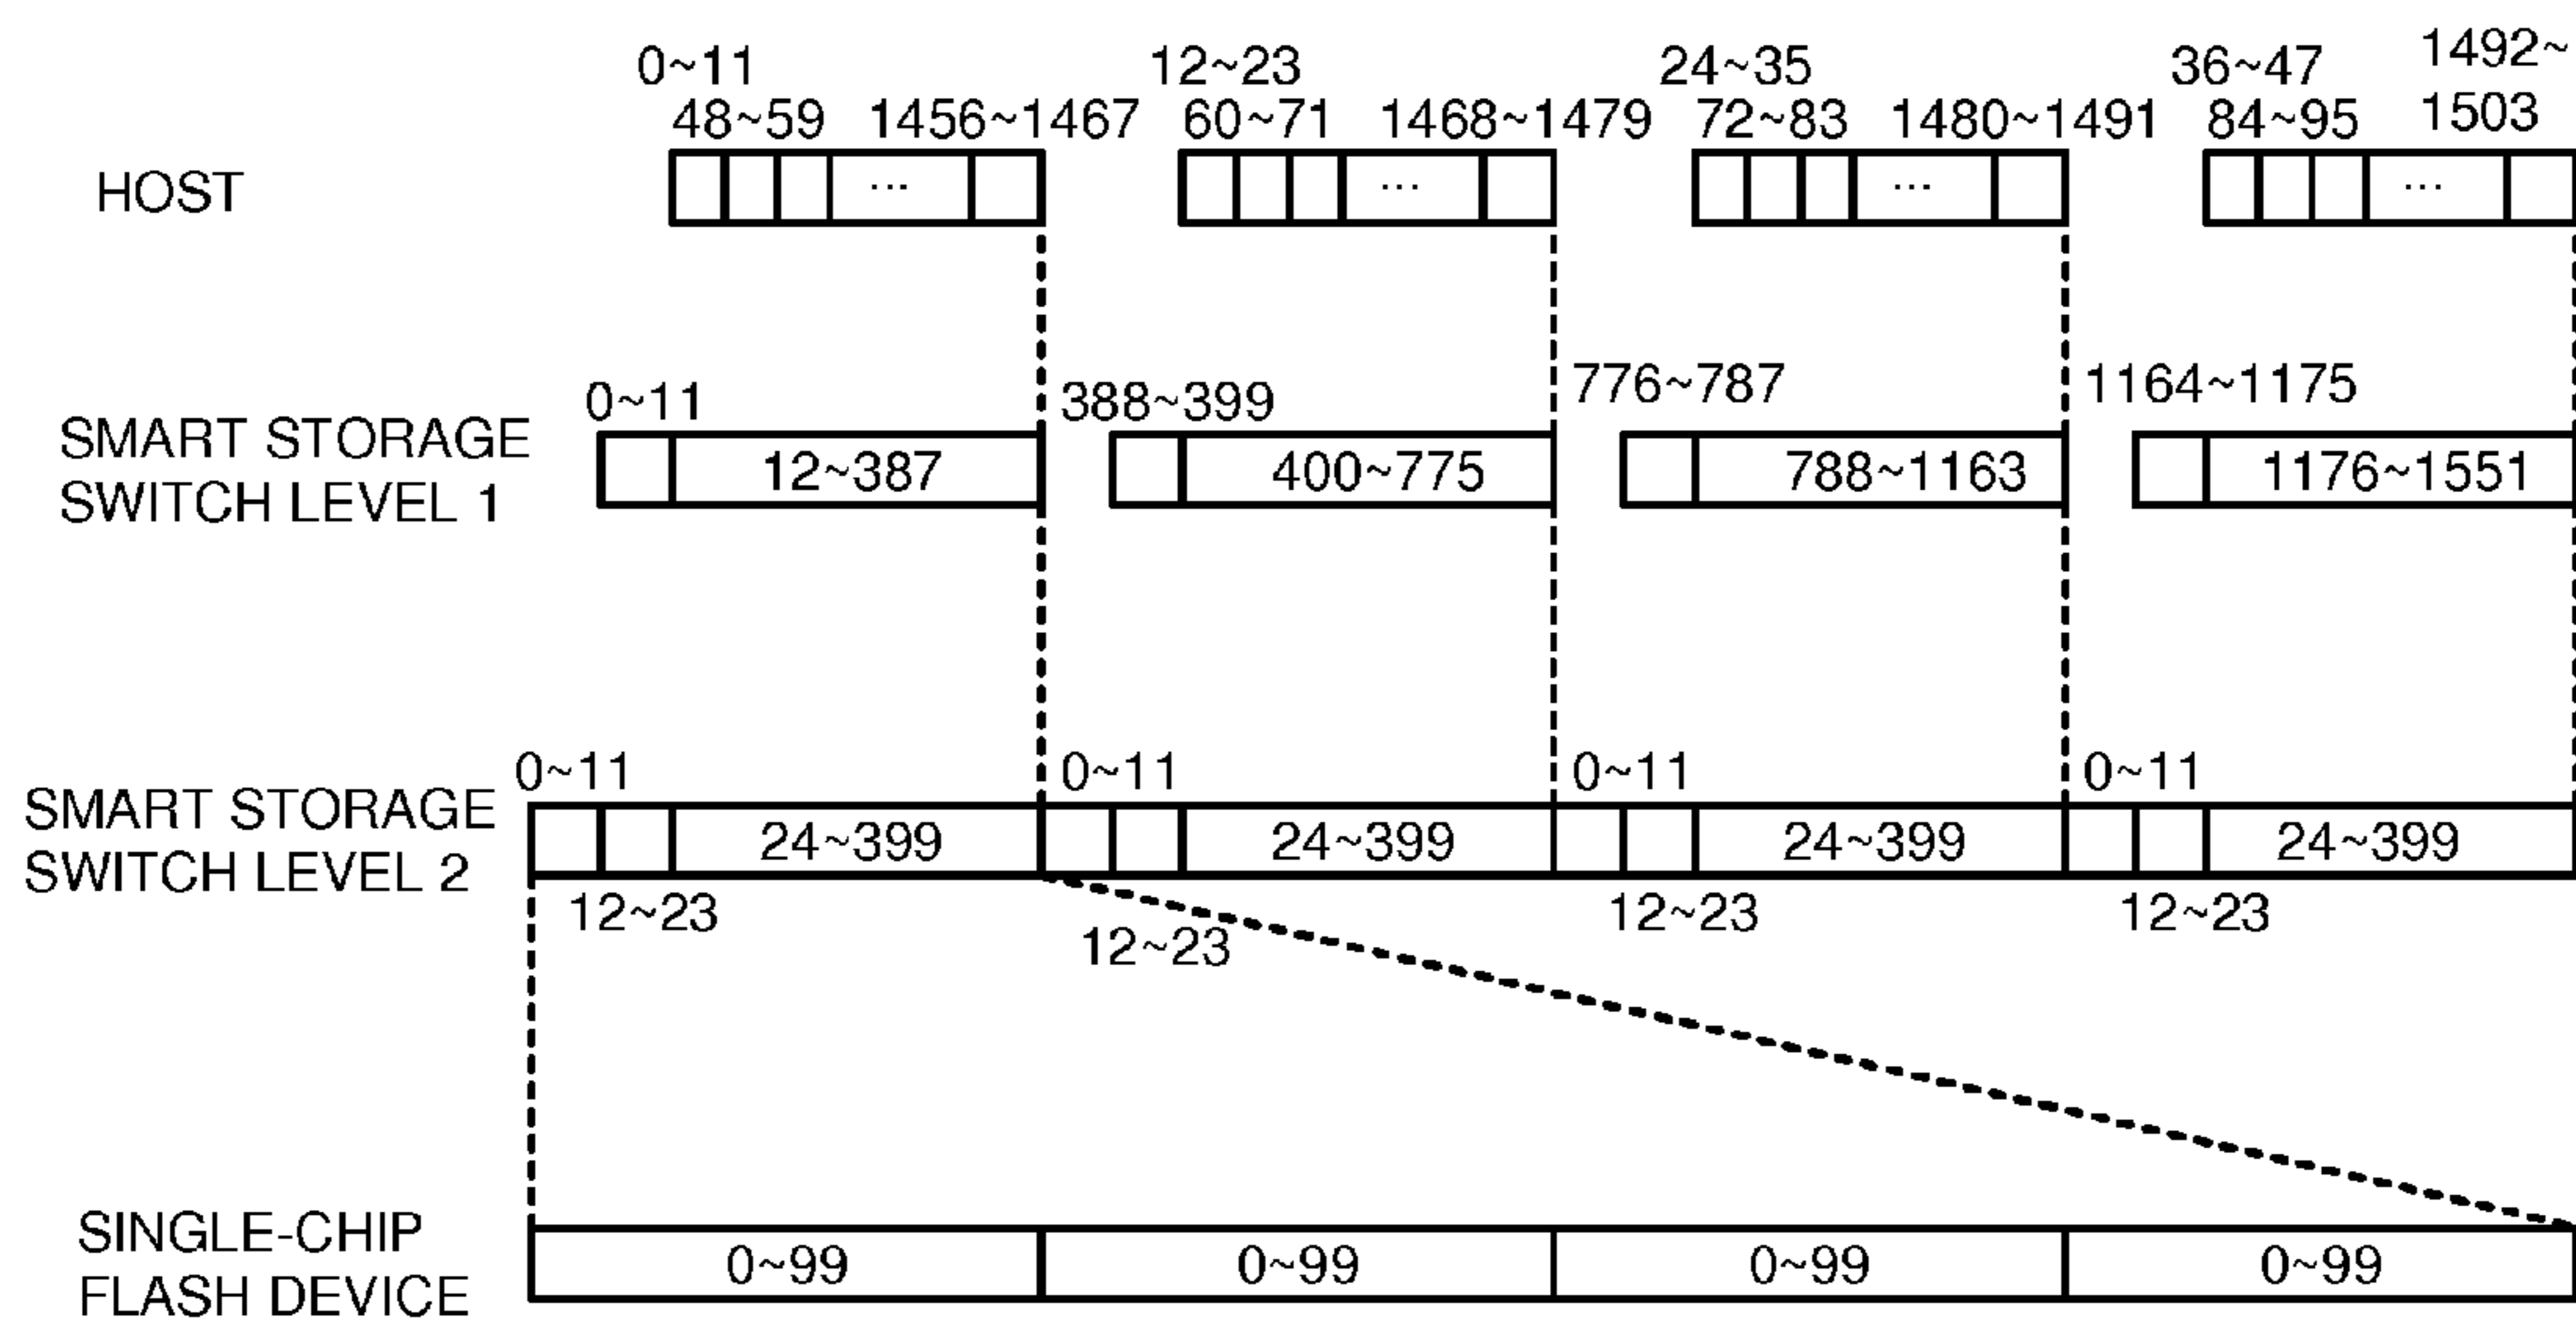 0~11 12~23 24~35 36~47 1492~
48~59 1456~1467 60~71 1468~1479 72~83 1480~1491 84~95 1503
HOST ... ... ... ...
0~11 388~399 776~787 1164~1175
SMART STORAGE
SWITCH LEVEL 1
12~387 400~775 788~1163 1176~1551
0~11 0~11 0~11 0~11
SMART STORAGE
SWITCH LEVEL 2
24~399 24~399 24~399 24~399
12~23 12~23 12~23 12~23
SINGLE-CHIP
FLASH DEVICE
0~99 0~99 0~99 0~99